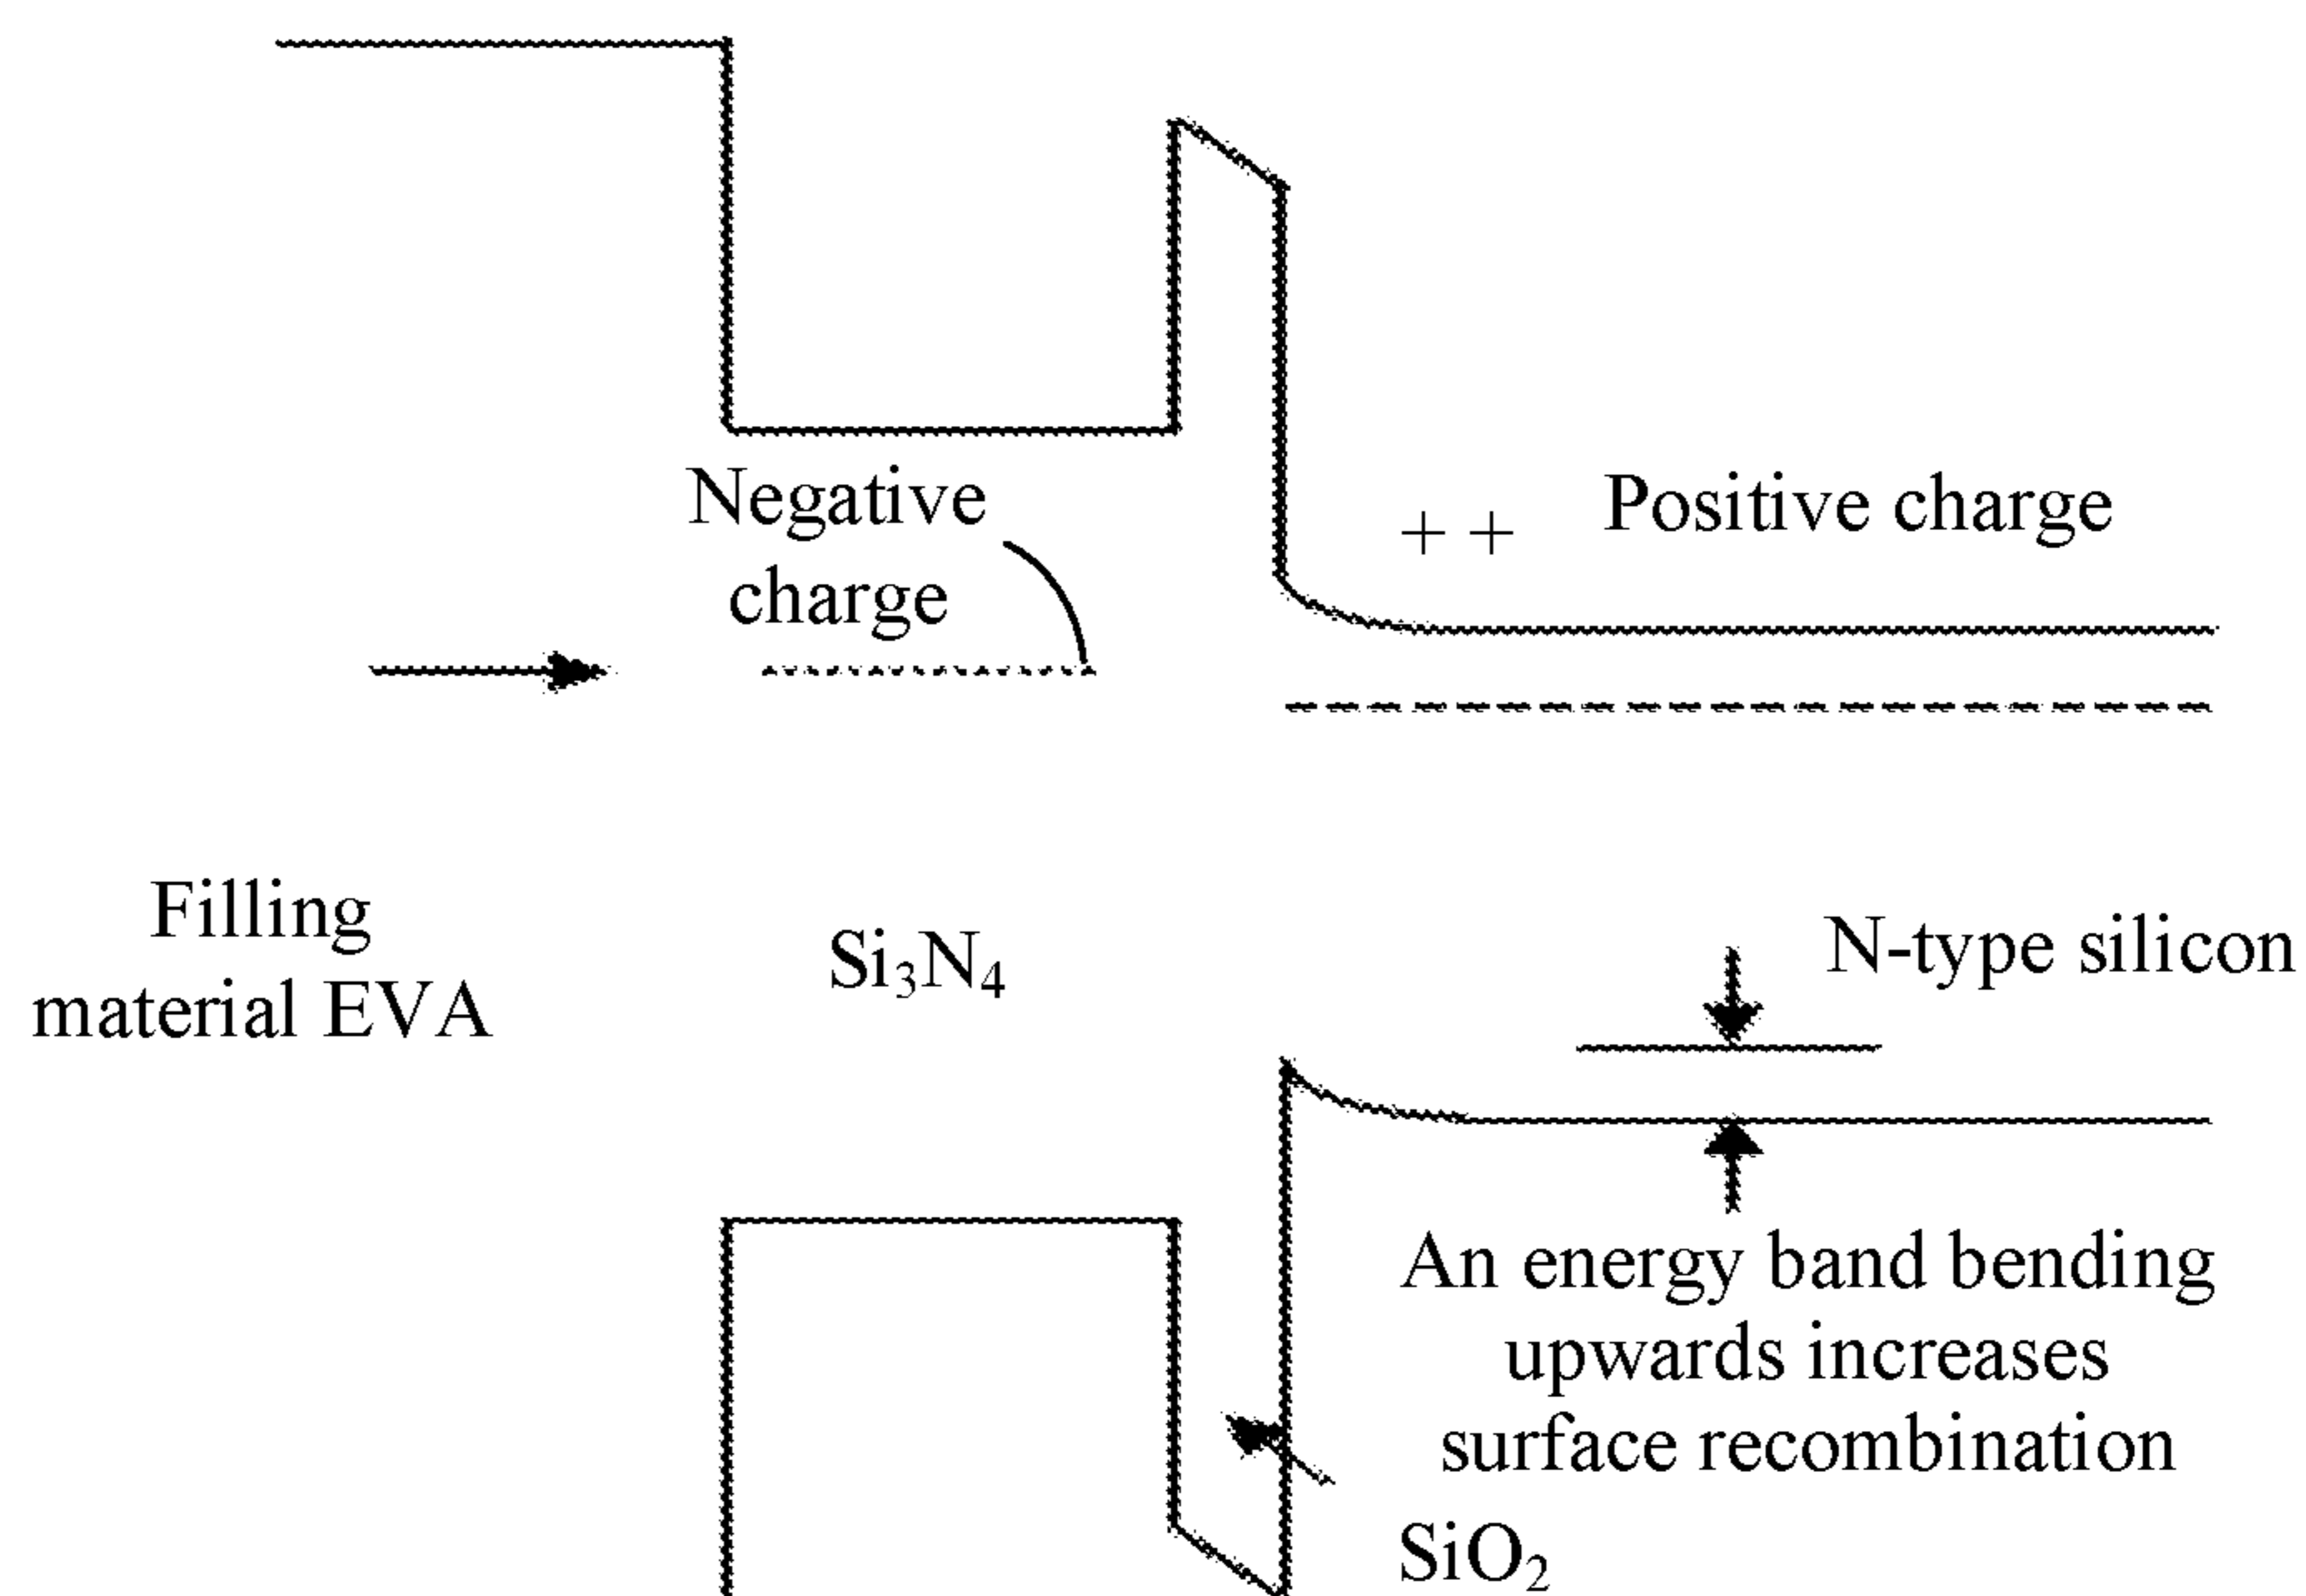 Negative
charge
+ +
Positive charge
Filling
material EVA
Si₃N₄
N-type silicon
An energy band bending
upwards increases
surface recombination
SiO₂